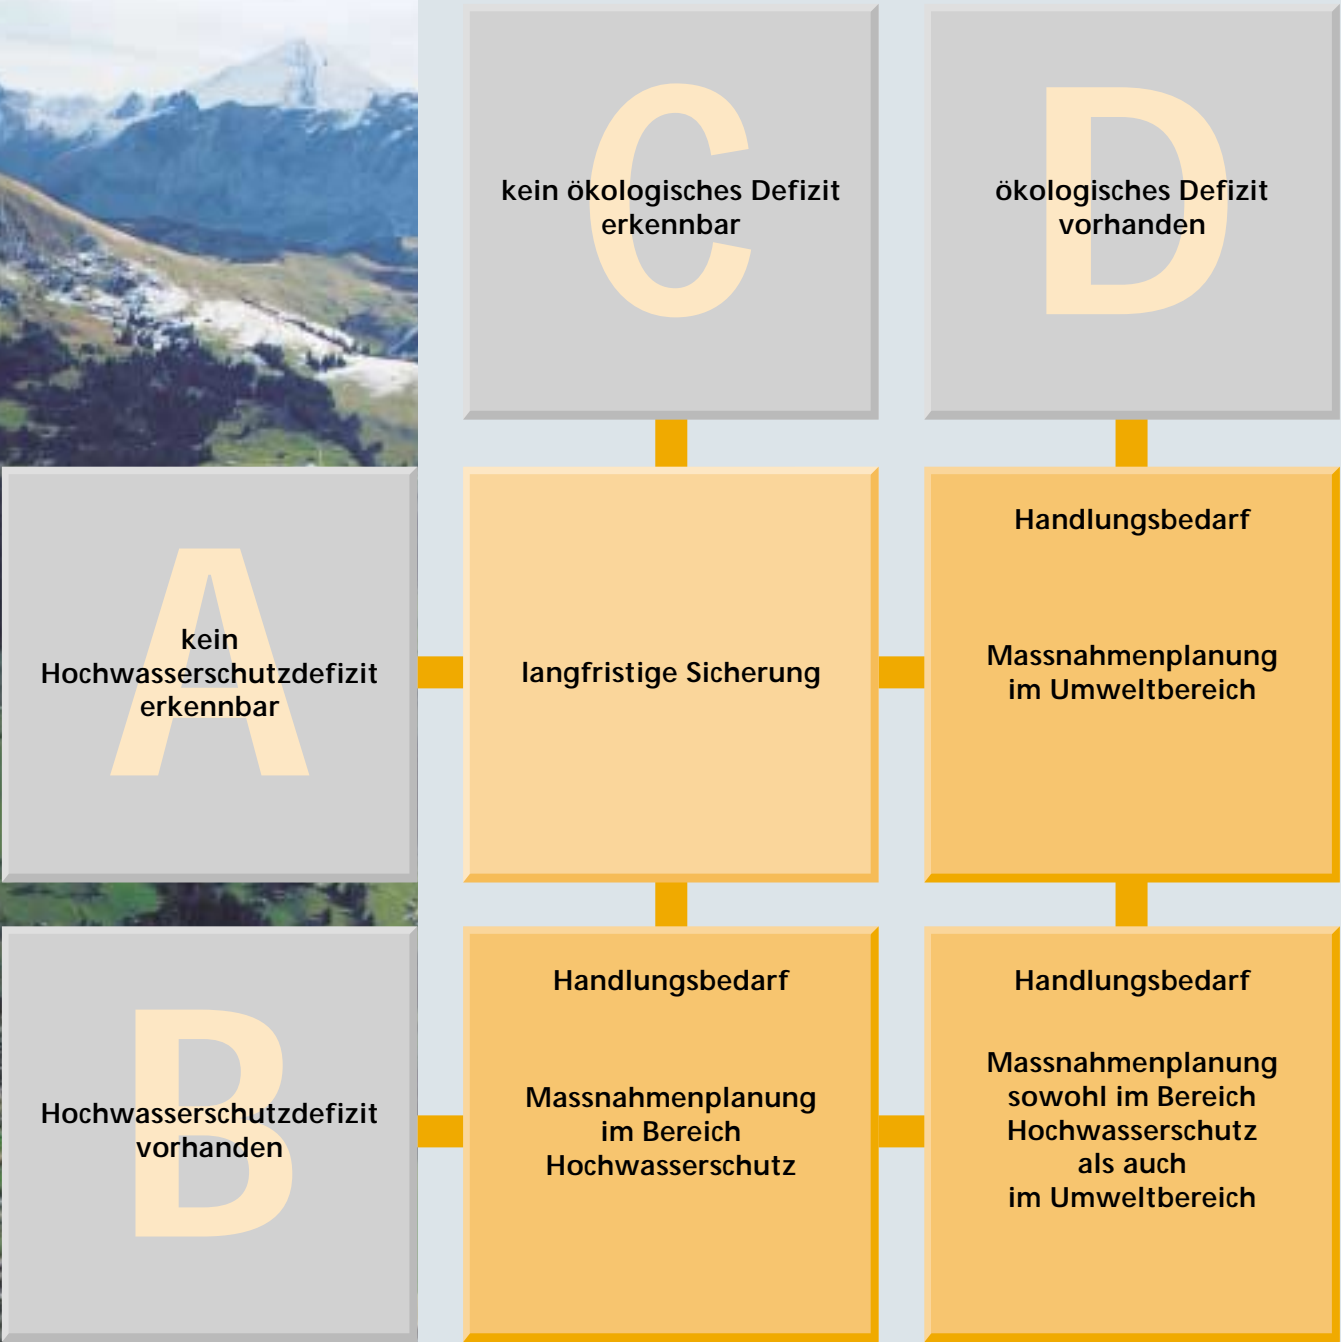 C
kein ökologisches Defizit
erkennbar
D
ökologisches Defizit
vorhanden
A
kein
Hochwasserschutzdefizit
erkennbar
langfristige Sicherung
Handlungsbedarf
Massnahmenplanung
im Umweltbereich
B
Hochwasserschutzdefizit
vorhanden
Handlungsbedarf
Massnahmenplanung
im Bereich
Hochwasserschutz
Handlungsbedarf
Massnahmenplanung
sowohl im Bereich
Hochwasserschutz
als auch
im Umweltbereich